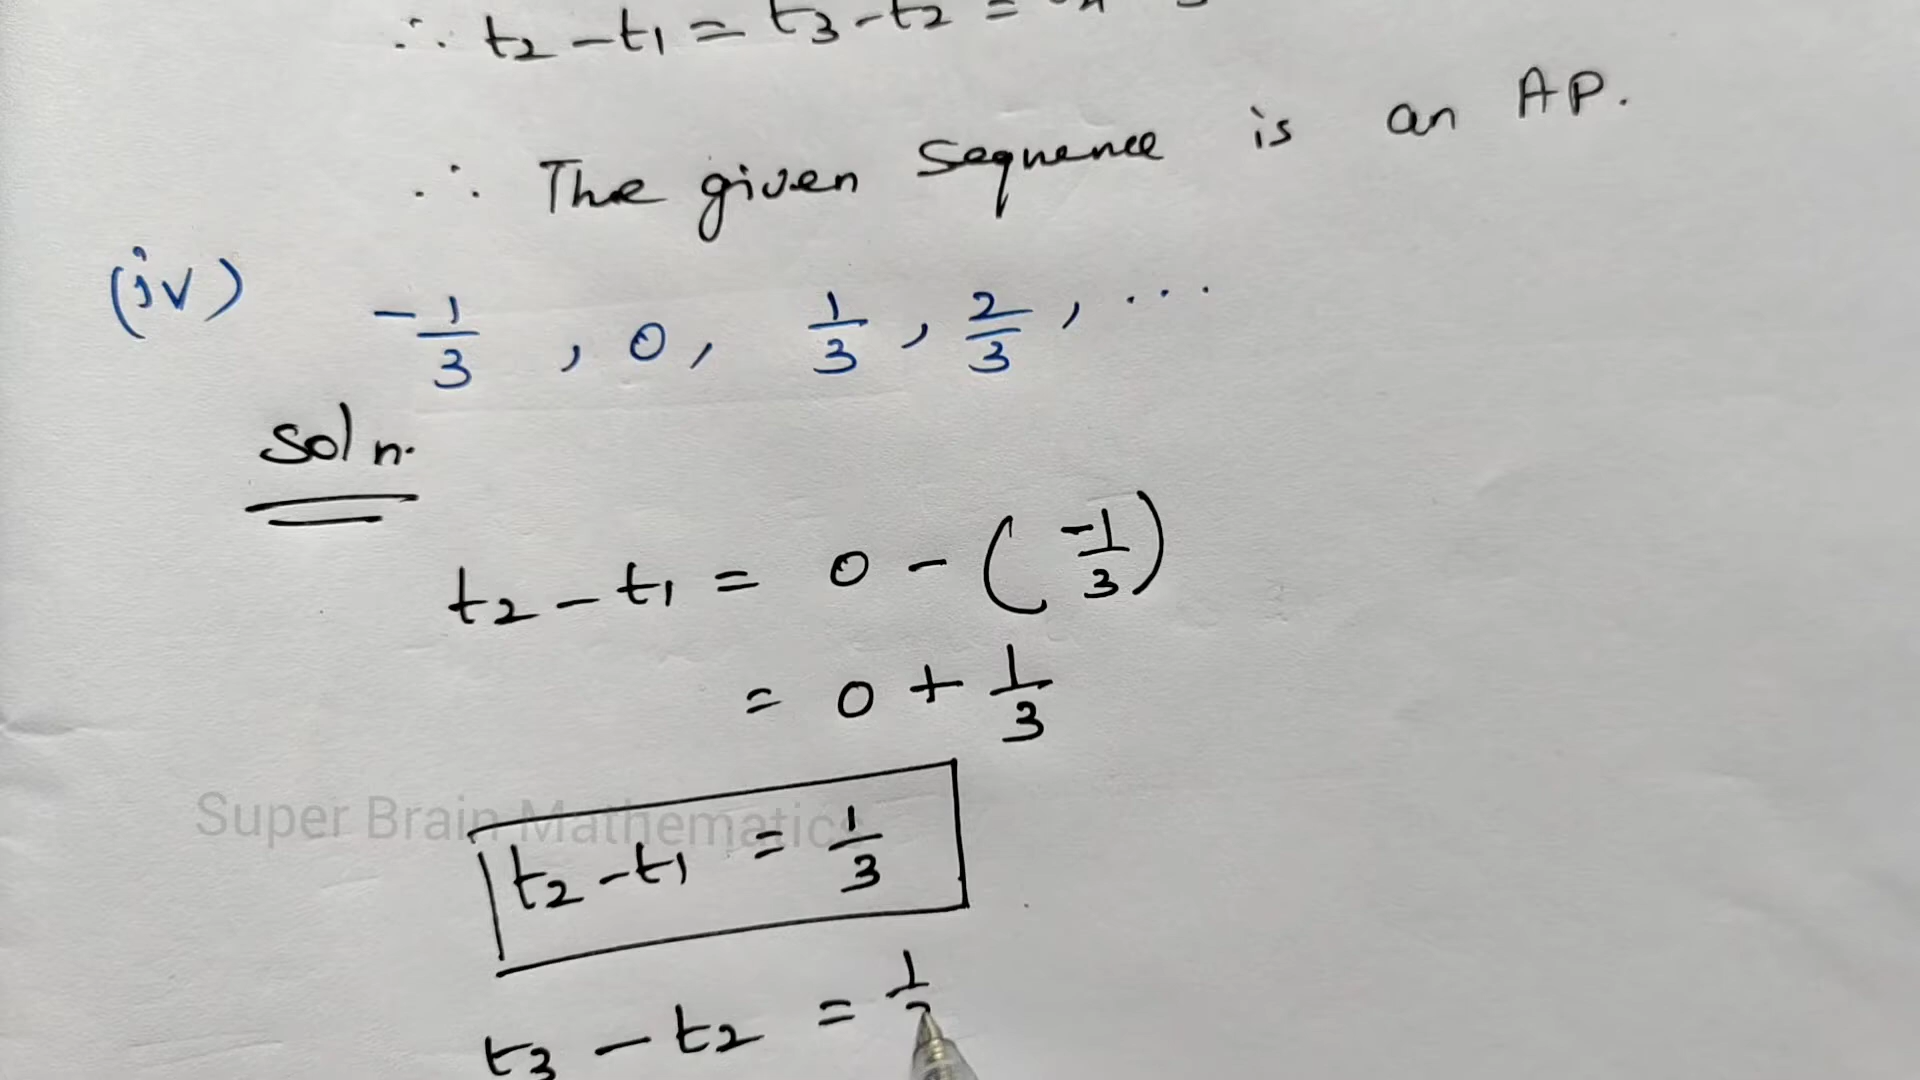 ∴ t2 - t1 = t3 - t2 =
∴ The given Sequence is an AP.
(iv) -1/3 , 0, 1/3 , 2/3 , ...
Soln.
t2 - t1 = 0 - (-1/3)
= 0 + 1/3
Super Brain Mathematics
t2 - t1 = 1/3
t3 - t2 = 1/